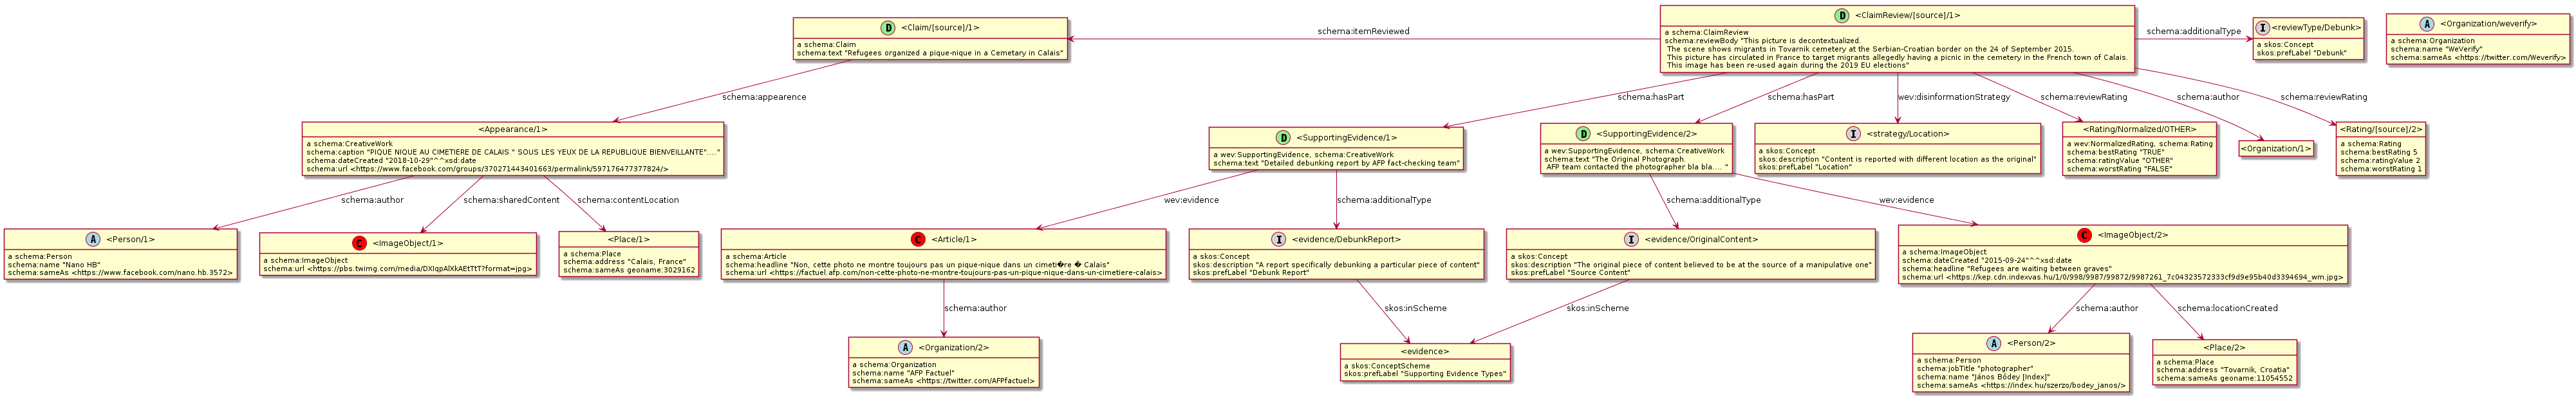 D <Claim/[source]/1>
a schema:Claim
schema:text "Refugees organized a pique-nique in a Cemetary in Calais"
schema:itemReviewed
D <ClaimReview/[source]/1>
a schema:ClaimReview
schema:reviewBody "This picture is decontextualized.
The scene shows migrants in Tovarnik cemetery at the Serbian-Croatian border on the 24 of September 2015.
This picture has circulated in France to target migrants allegedly having a picnic in the cemetery in the French town of Calais.
This image has been re-used again during the 2019 EU elections"
schema:additionalType
I <reviewType/Debunk>
a skos:Concept
skos:prefLabel "Debunk"
A <Organization/weverify>
a schema:Organization
schema:name "WeVerify"
schema:sameAs <https://twitter.com/Weverify>
schema:appearence
schema:hasPart
schema:hasPart
wev:disinformationStrategy
schema:reviewRating
schema:author
schema:reviewRating
<Appearance/1>
a schema:CreativeWork
schema:caption "PIQUE NIQUE AU CIMETIERE DE CALAIS " SOUS LES YEUX DE LA REPUBLIQUE BIENVEILLANTE"...."
schema:dateCreated "2018-10-29"^^xsd:date
schema:url <https://www.facebook.com/groups/370271443401663/permalink/597176477377824/>
D <SupportingEvidence/1>
a wev:SupportingEvidence, schema:CreativeWork
schema:text "Detailed debunking report by AFP fact-checking team"
D <SupportingEvidence/2>
a wev:SupportingEvidence, schema:CreativeWork
schema:text "The Original Photograph.
AFP team contacted the photographer bla bla.... "
I <strategy/Location>
a skos:Concept
skos:description "Content is reported with different location as the original"
skos:prefLabel "Location"
<Rating/Normalized/OTHER>
a wev:NormalizedRating, schema:Rating
schema:bestRating "TRUE"
schema:ratingValue "OTHER"
schema:worstRating "FALSE"
<Organization/1>
<Rating/[source]/2>
a schema:Rating
schema:bestRating 5
schema:ratingValue 2
schema:worstRating 1
schema:author
schema:sharedContent
schema:contentLocation
wev:evidence
schema:additionalType
schema:additionalType
wev:evidence
A <Person/1>
a schema:Person
schema:name "Nano HB"
schema:sameAs <https://www.facebook.com/nano.hb.3572>
C <ImageObject/1>
a schema:ImageObject
schema:url <https://pbs.twimg.com/media/DXIqpAlXkAEtTtT?format=jpg>
<Place/1>
a schema:Place
schema:address "Calais, France"
schema:sameAs geoname:3029162
C <Article/1>
a schema:Article
schema:headline "Non, cette photo ne montre toujours pas un pique-nique dans un cimeti�re � Calais"
schema:url <https://factuel.afp.com/non-cette-photo-ne-montre-toujours-pas-un-pique-nique-dans-un-cimetiere-calais>
I <evidence/DebunkReport>
a skos:Concept
skos:description "A report specifically debunking a particular piece of content"
skos:prefLabel "Debunk Report"
I <evidence/OriginalContent>
a skos:Concept
skos:description "The original piece of content believed to be at the source of a manipulative one"
skos:prefLabel "Source Content"
C <ImageObject/2>
a schema:ImageObject
schema:dateCreated "2015-09-24"^^xsd:date
schema:headline "Refugees are waiting between graves"
schema:url <https://kep.cdn.indexvas.hu/1/0/998/9987/99872/9987261_7c04323572333cf9d9e95b40d3394694_wm.jpg>
schema:author
skos:inScheme
skos:inScheme
schema:author
schema:locationCreated
A <Organization/2>
a schema:Organization
schema:name "AFP Factuel"
schema:sameAs <https://twitter.com/AFPfactuel>
<evidence>
a skos:ConceptScheme
skos:prefLabel "Supporting Evidence Types"
A <Person/2>
a schema:Person
schema:jobTitle "photographer"
schema:name "János Bődey [Index]"
schema:sameAs <https://index.hu/szerzo/bodey_janos/>
<Place/2>
a schema:Place
schema:address "Tovarnik, Croatia"
schema:sameAs geoname:11054552